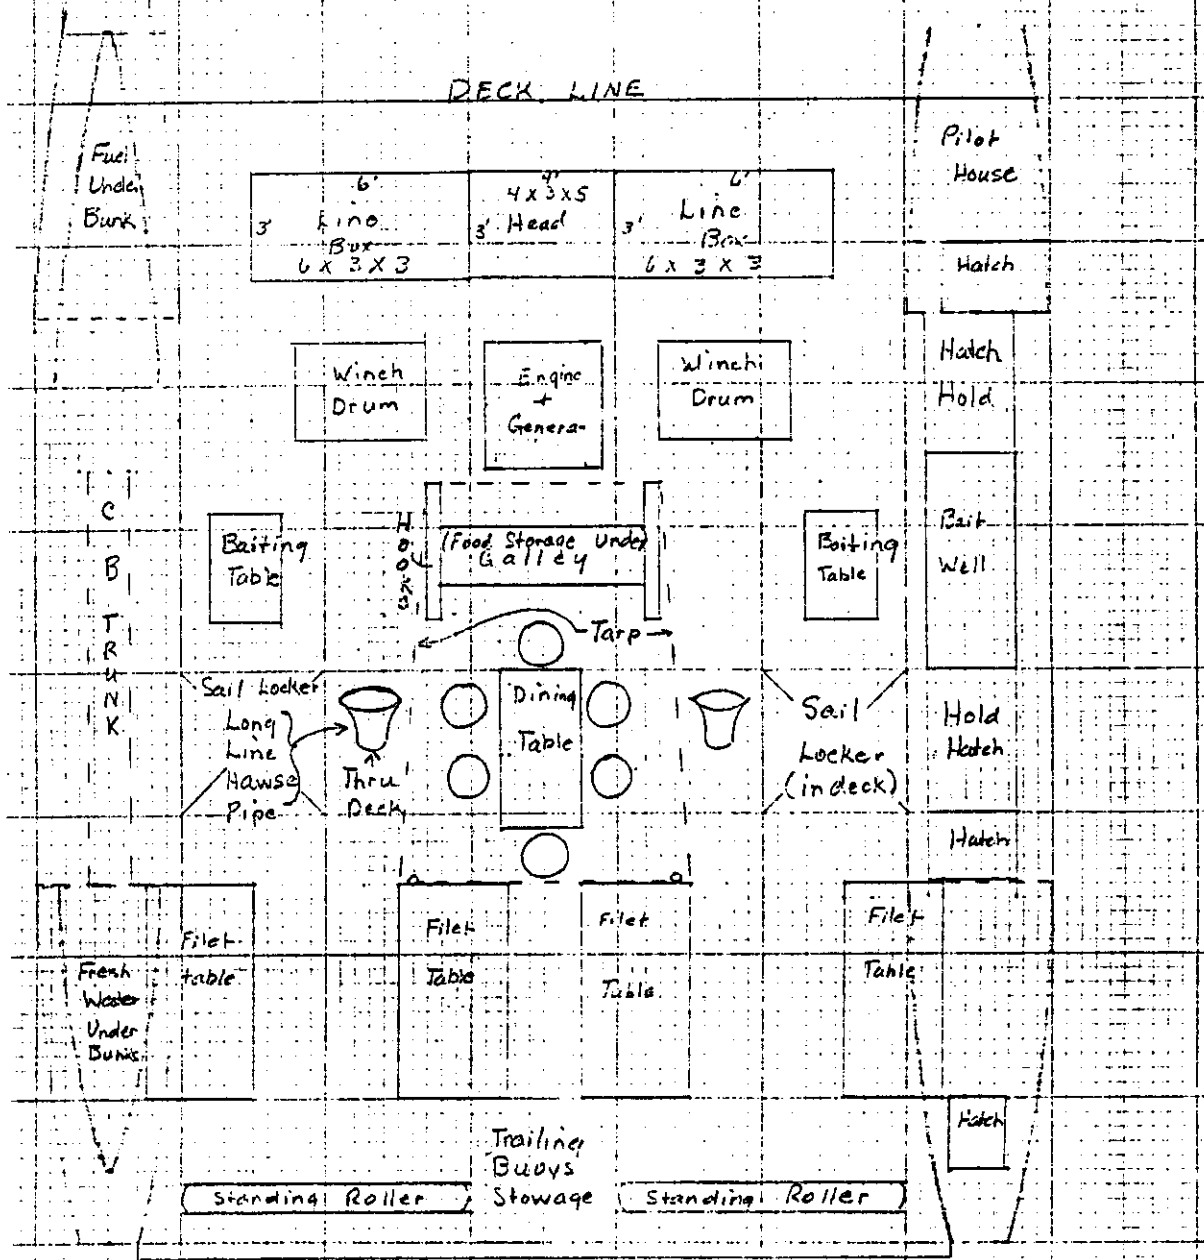 DECK LINE
Fuel
Under
Bunk
6'
3'
Line
Box
6 X 3 X 3
4 x 3 x 5
3' Head
6'
3'
Line
Box
6 x 3 x 3
Pilot
House
Hatch
Winch
Drum
Engine
+
Genera-
Winch
Drum
Hatch
Hold
C
B
T
R
U
N
K
Baiting
Table
HOOKS
(Food Storage Under)
Galley
Baiting
Table
Bait
Well
Tarp
Sail Locker
Long
Line
Hawse
Pipe
Thru
Deck
Dining
Table
Sail
Locker
(in deck)
Hold
Hatch
Hatch
Fresh
Water
Under
Bunks
Filet
table
Filet
Table
Filet
Table
Filet
Table
Hatch
Trailing
Buoys
Stowage
Standing Roller
Standing Roller